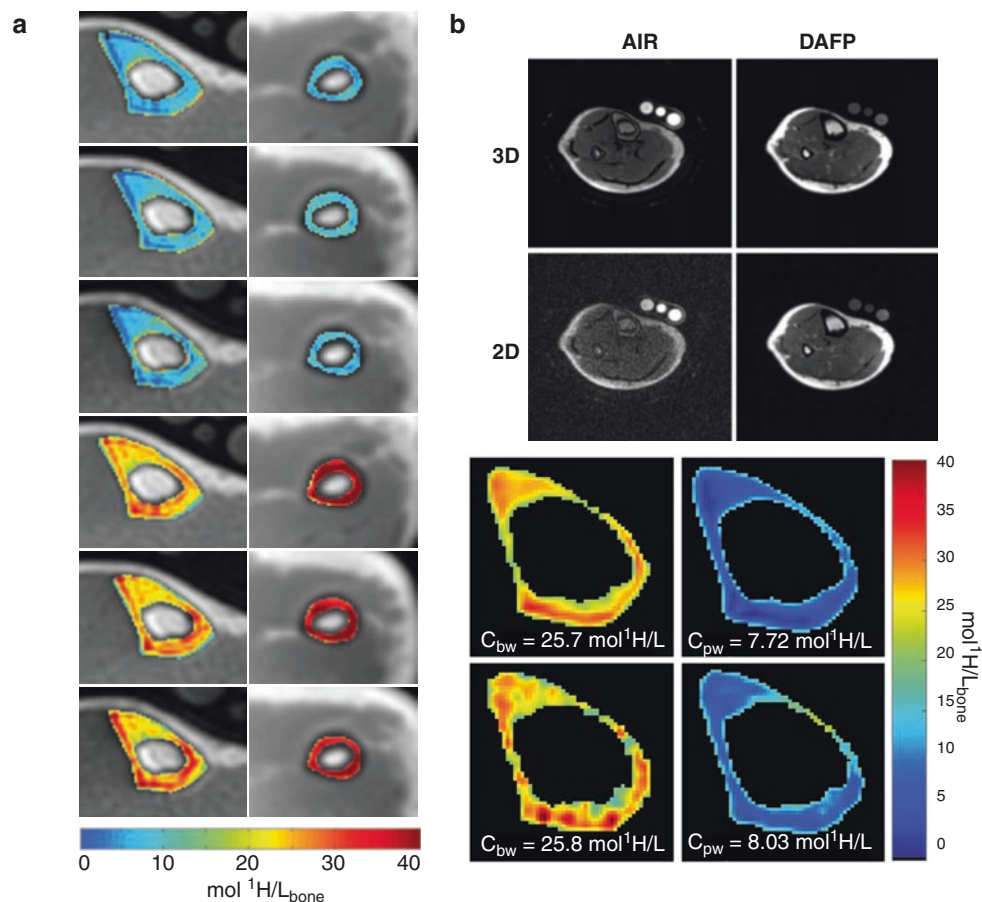 a
b
AIR DAFP
3D
2D
C_bw = 25.7 mol¹H/L
C_pw = 7.72 mol¹H/L
C_bw = 25.8 mol¹H/L
C_pw = 8.03 mol¹H/L
40
35
30
25
20
15
10
5
0
mol¹H/L_bone
0 10 20 30 40
mol ¹H/L_bone